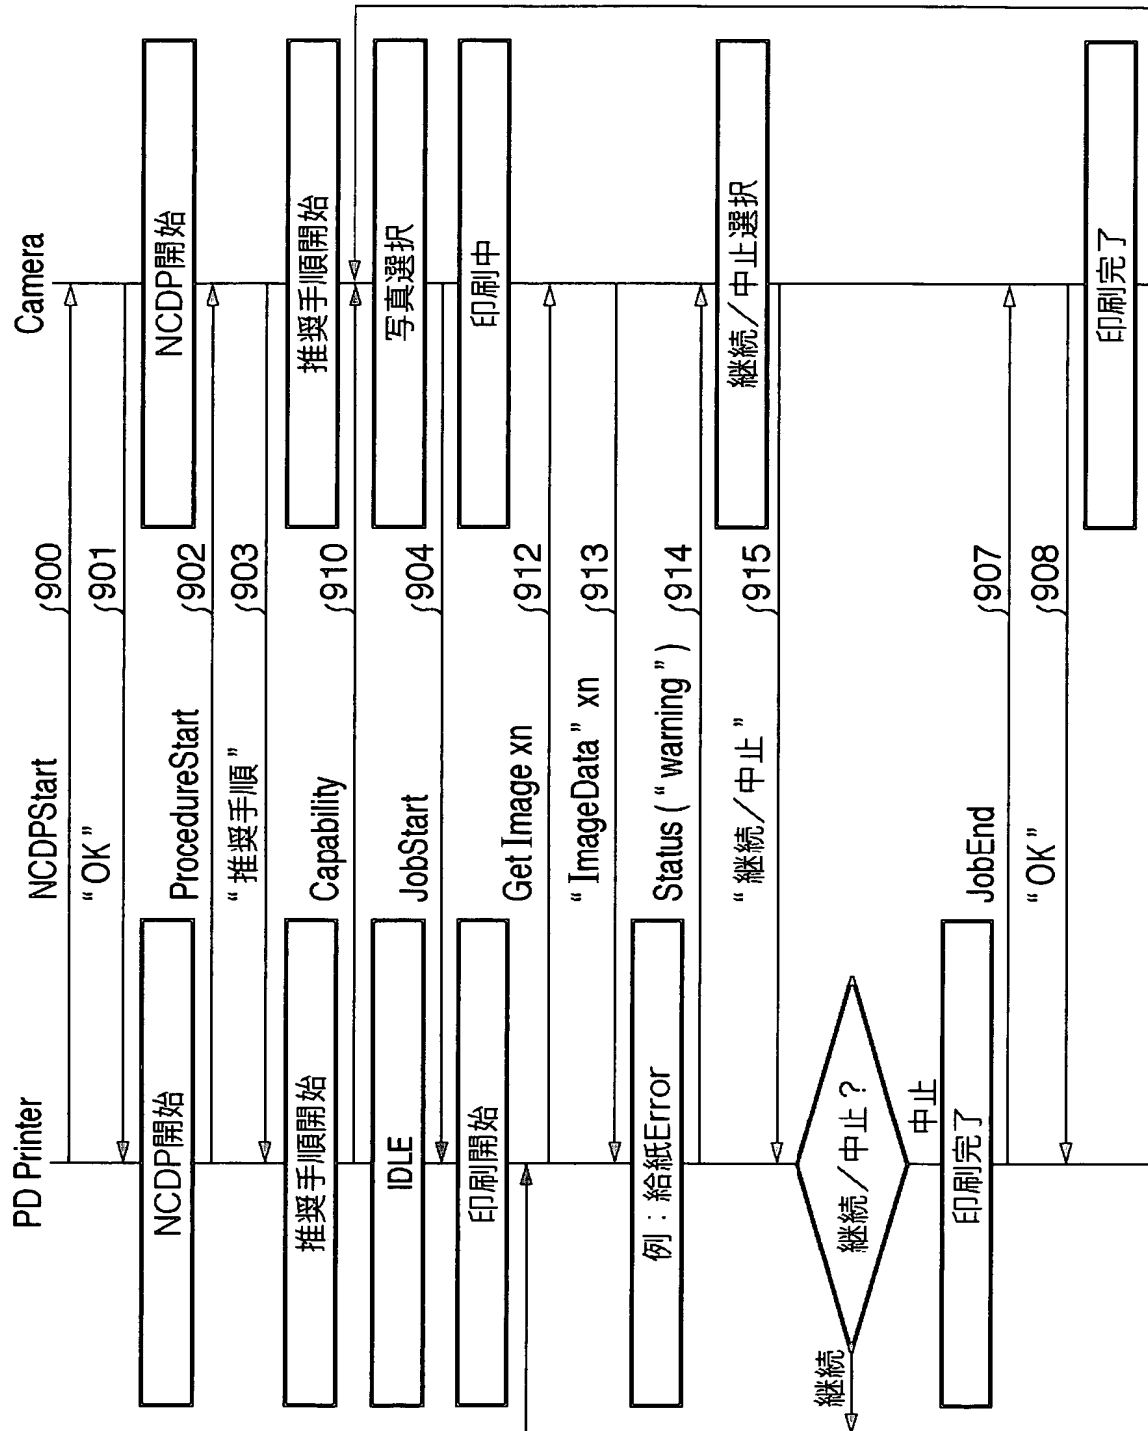 PD Printer
Camera
NCDPStart
900
“OK”
901
NCDP開始
NCDP開始
ProcedureStart
902
“推奨手順”
903
推奨手順開始
推奨手順開始
Capability
910
IDLE
写真選択
JobStart
904
印刷開始
印刷中
Get Image xn
912
“ImageData” xn
913
例：給紙Error
Status (“warning”)
914
継続／中止選択
“継続／中止”
915
継続／中止？
継続
中止
印刷完了
JobEnd
907
“OK”
908
印刷完了